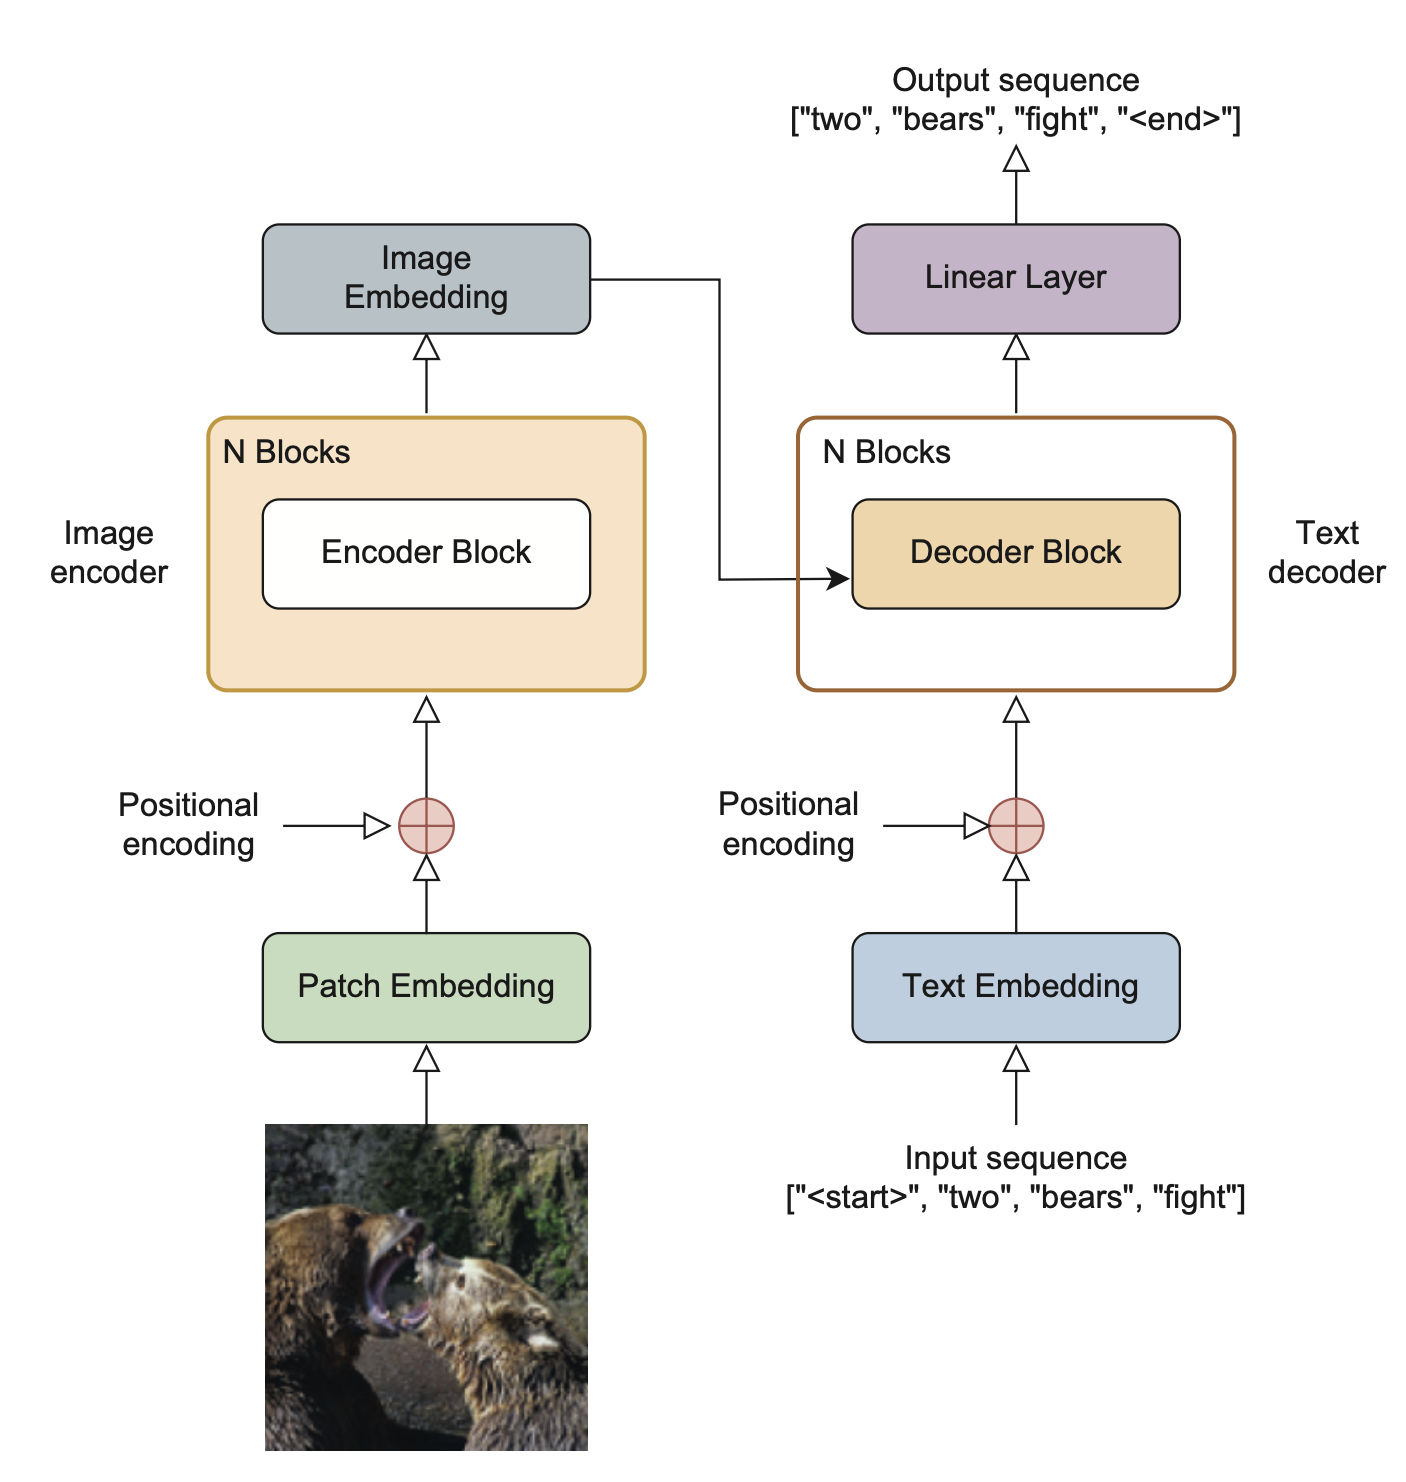 Output sequence
["two", "bears", "fight", "<end>"]
Image
Embedding
Linear Layer
N Blocks
Encoder Block
Image
encoder
N Blocks
Decoder Block
Text
decoder
Positional
encoding
Positional
encoding
Patch Embedding
Text Embedding
Input sequence
["<start>", "two", "bears", "fight"]